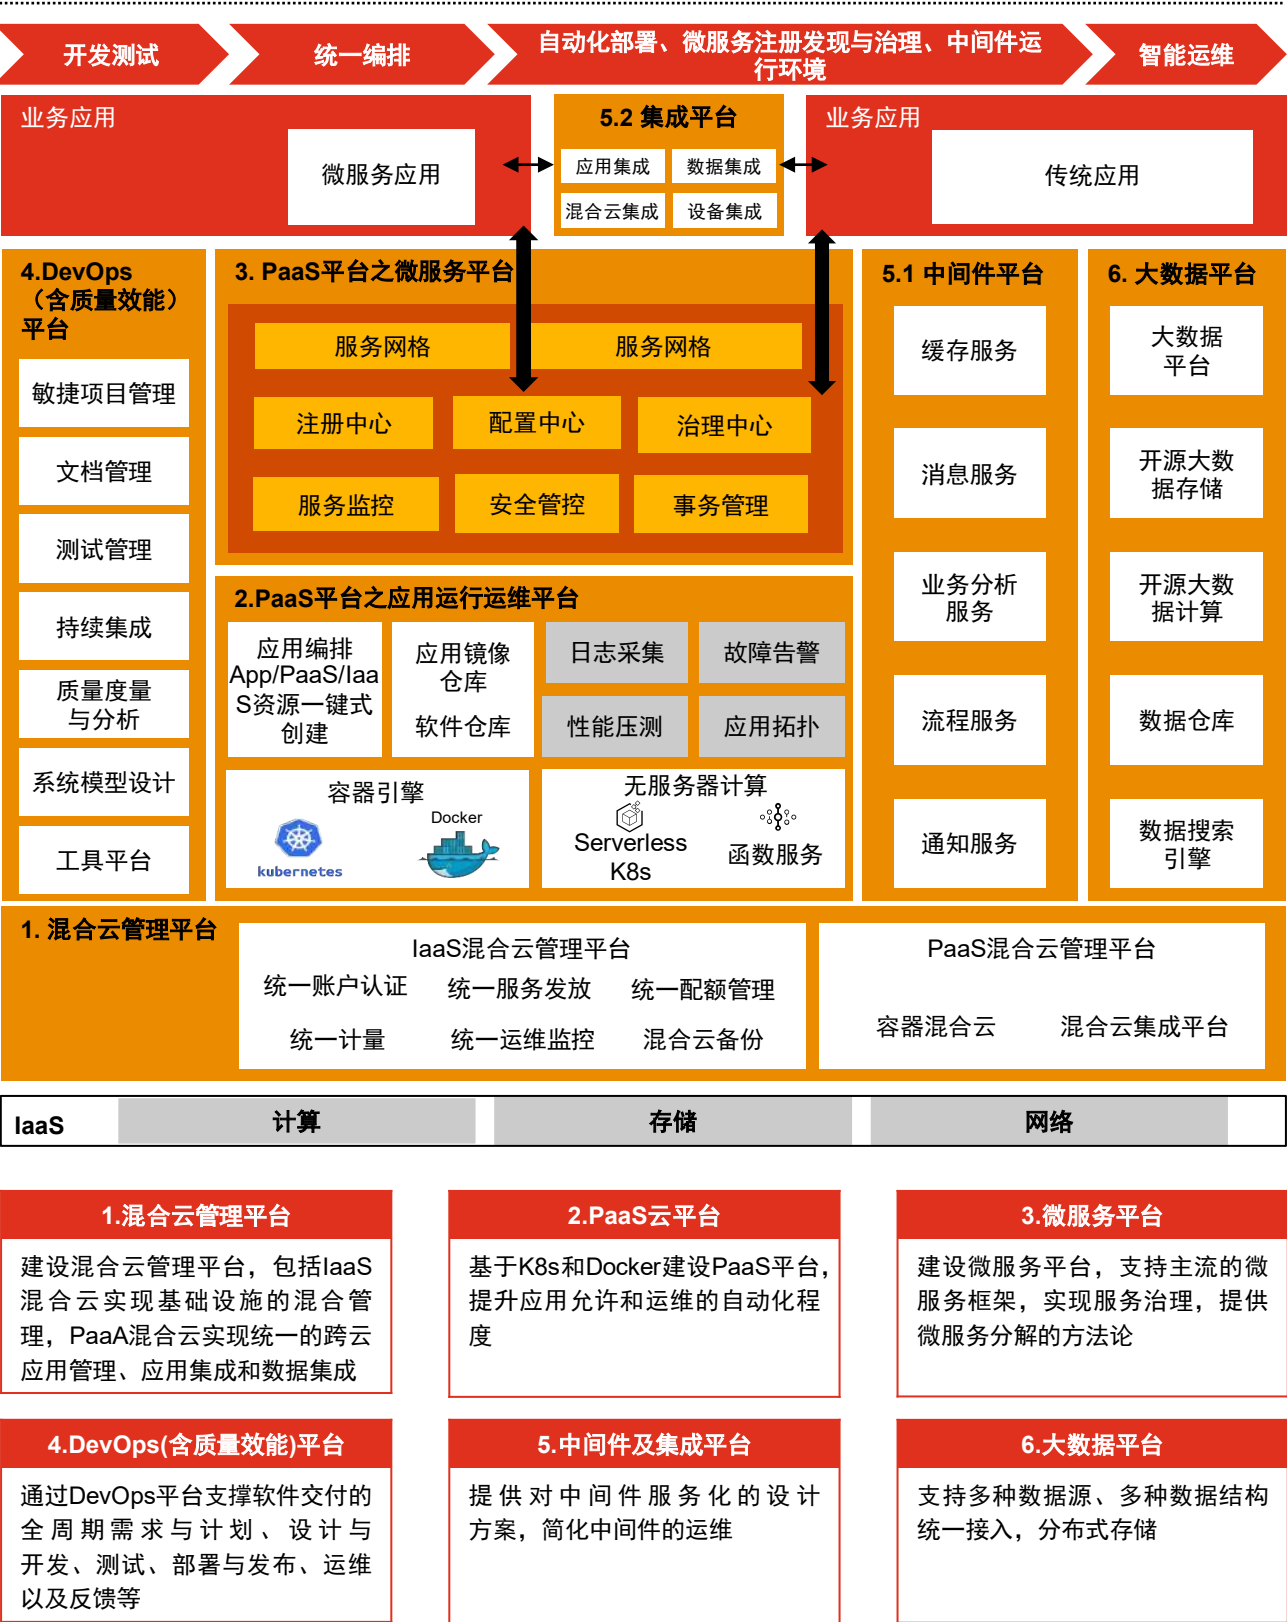 开发测试
统一编排
自动化部署、微服务注册发现与治理、中间件运
行环境
智能运维
业务应用
微服务应用
5.2 集成平台
应用集成
数据集成
混合云集成
设备集成
业务应用
传统应用
4.DevOps
（含质量效能）
平台
敏捷项目管理
文档管理
测试管理
持续集成
质量度量
与分析
系统模型设计
工具平台
3. PaaS平台之微服务平台
服务网格
服务网格
注册中心
配置中心
治理中心
服务监控
安全管控
事务管理
2.PaaS平台之应用运行运维平台
应用编排
App/PaaS/Iaa
S资源一键式
创建
应用镜像
仓库
软件仓库
日志采集
故障告警
性能压测
应用拓扑
容器引擎
kubernetes
Docker
docker
无服务器计算
Serverless
K8s
函数服务
5.1 中间件平台
缓存服务
消息服务
业务分析
服务
流程服务
通知服务
6. 大数据平台
大数据
平台
开源大数
据存储
开源大数
据计算
数据仓库
数据搜索
引擎
1. 混合云管理平台
IaaS混合云管理平台
统一账户认证
统一服务发放
统一配额管理
统一计量
统一运维监控
混合云备份
PaaS混合云管理平台
容器混合云
混合云集成平台
IaaS
计算
存储
网络
1.混合云管理平台
建设混合云管理平台，包括IaaS
混合云实现基础设施的混合管
理，PaaA混合云实现统一的跨云
应用管理、应用集成和数据集成
2.PaaS云平台
基于K8s和Docker建设PaaS平台，
提升应用允许和运维的自动化程
度
3.微服务平台
建设微服务平台，支持主流的微
服务框架，实现服务治理，提供
微服务分解的方法论
4.DevOps(含质量效能)平台
通过DevOps平台支撑软件交付的
全周期需求与计划、设计与
开发、测试、部署与发布、运维
以及反馈等
5.中间件及集成平台
提供对中间件服务化的设计
方案，简化中间件的运维
6.大数据平台
支持多种数据源、多种数据结构
统一接入，分布式存储